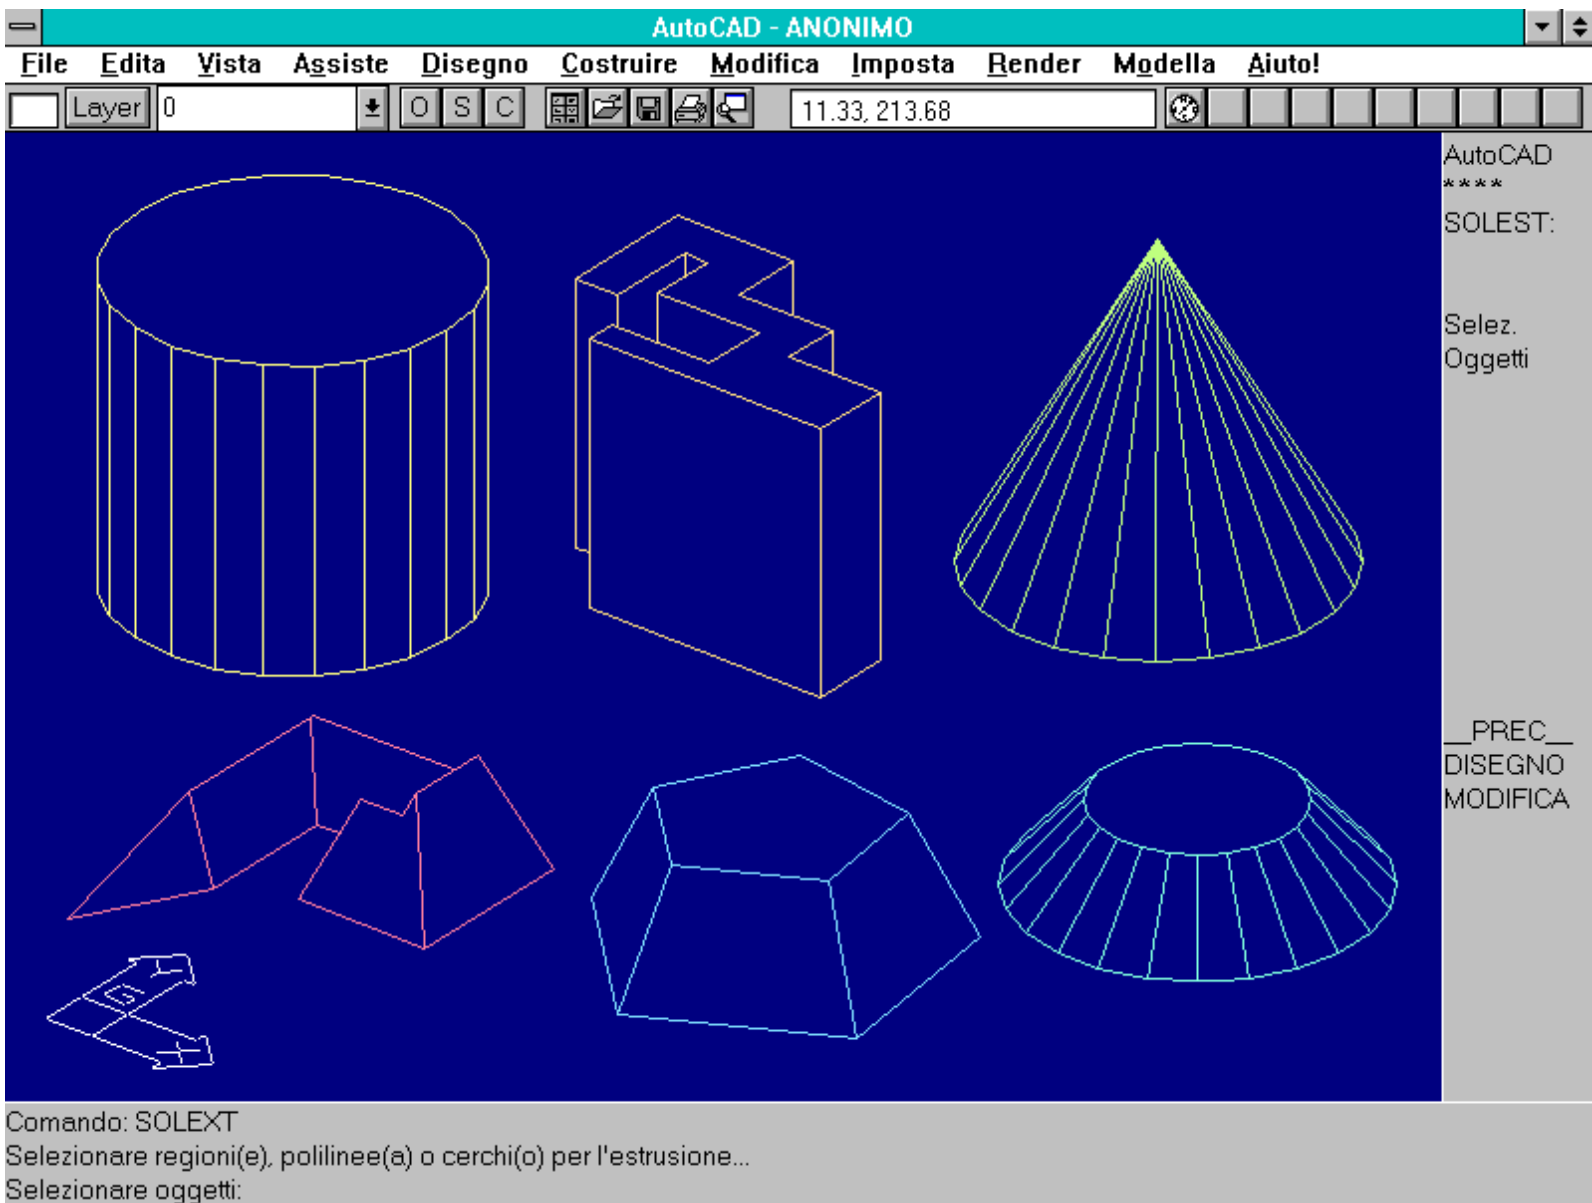 AutoCAD - ANONIMO
File Edita Vista Assiste Disegno Costruire Modifica Imposta Render Modella Aiuto!
Layer 0 O S C 11.33, 213.68
AutoCAD
****
SOLEST:
Selez.
Oggetti
__PREC__
DISEGNO
MODIFICA
G
Comando: SOLEXT
Selezionare regioni(e), polilinee(a) o cerchi(o) per l'estrusione...
Selezionare oggetti: